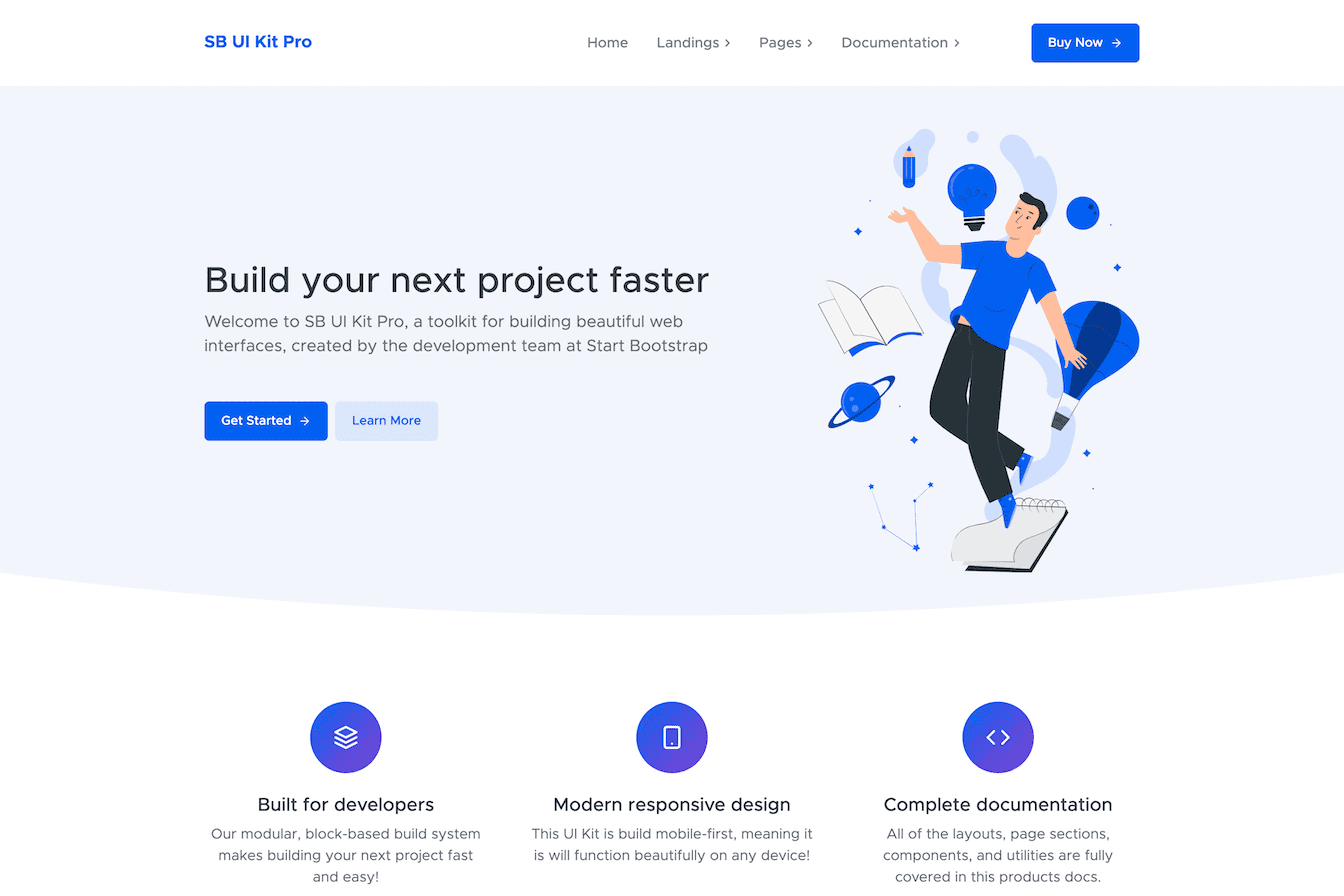 SB UI Kit Pro
Home
Landings
Pages
Documentation
Buy Now
Build your next project faster
Welcome to SB UI Kit Pro, a toolkit for building beautiful web
interfaces, created by the development team at Start Bootstrap
Get Started
Learn More
Built for developers
Our modular, block-based build system
makes building your next project fast
and easy!
Modern responsive design
This UI Kit is build mobile-first, meaning it
is will function beautifully on any device!
Complete documentation
All of the layouts, page sections,
components, and utilities are fully
covered in this products docs.